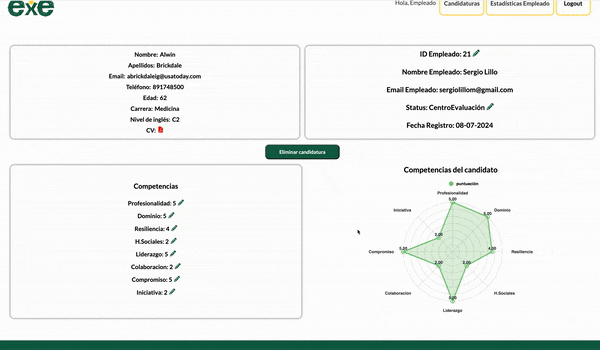 exe
Hola, Empleado
Candidaturas
Estadísticas Empleado
Logout
Nombre: Alwin
Apellidos: Brickdale
Email: abrickdaleig@usatoday.com
Teléfono: 891748500
Edad: 62
Carrera: Medicina
Nivel de inglés: C2
CV:
ID Empleado: 21
Nombre Empleado: Sergio Lillo
Email Empleado: sergiolillom@gmail.com
Status: CentroEvaluación
Fecha Registro: 08-07-2024
Eliminar candidatura
Competencias
Profesionalidad: 5
Dominio: 5
Resiliencia: 4
H.Sociales: 2
Liderazgo: 5
Colaboracion: 2
Compromiso: 5
Iniciativa: 2
Competencias del candidato
puntuación
Profesionalidad
5.00
Iniciativa
Dominio
5.00
2.00
Compromiso
5.00
4.00
Resiliencia
2.00
2.00
Colaboración
H.Sociales
5.00
Liderazgo